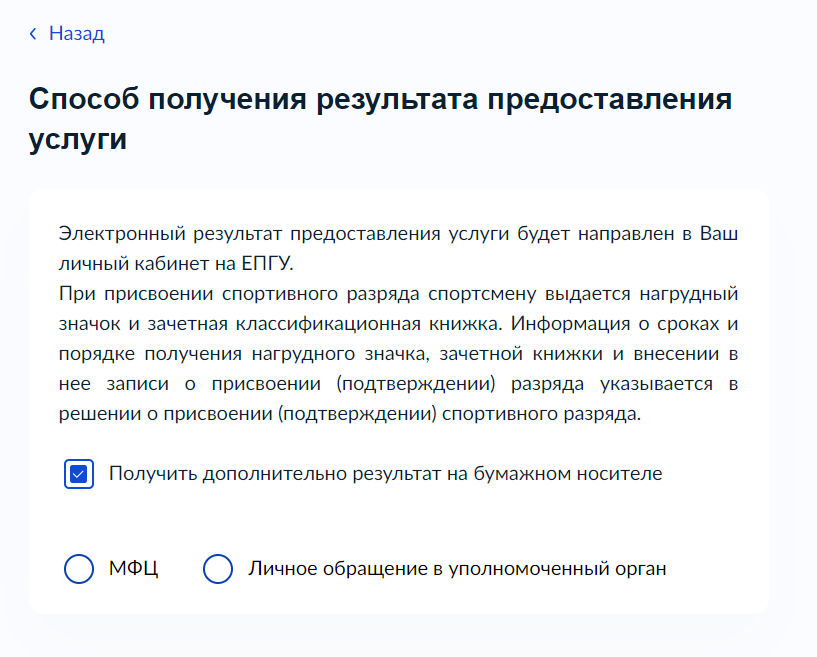 Назад
Способ получения результата предоставления
услуги
Электронный результат предоставления услуги будет направлен в Ваш
личный кабинет на ЕПГУ.
При присвоении спортивного разряда спортсмену выдается нагрудный
значок и зачетная классификационная книжка. Информация о сроках и
порядке получения нагрудного значка, зачетной книжки и внесении в
нее записи о присвоении (подтверждении) разряда указывается в
решении о присвоении (подтверждении) спортивного разряда.
Получить дополнительно результат на бумажном носителе
МФЦ Личное обращение в уполномоченный орган